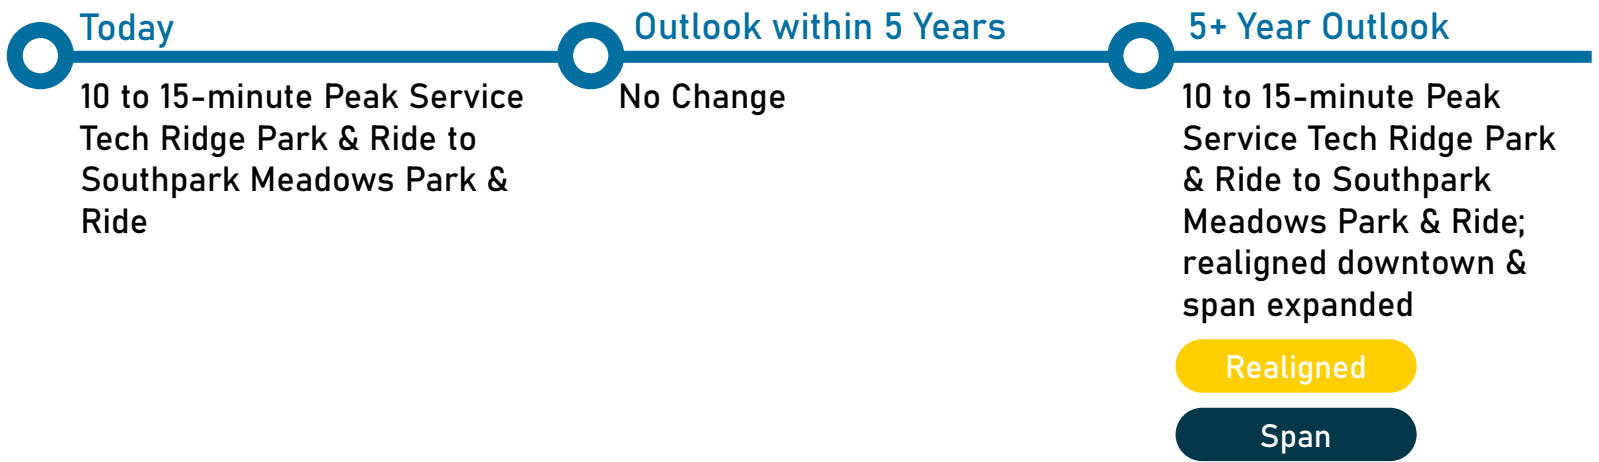 Today
10 to 15-minute Peak Service
Tech Ridge Park & Ride to
Southpark Meadows Park &
Ride
Outlook within 5 Years
No Change
5+ Year Outlook
10 to 15-minute Peak
Service Tech Ridge Park
& Ride to Southpark
Meadows Park & Ride;
realigned downtown &
span expanded
Realigned
Span